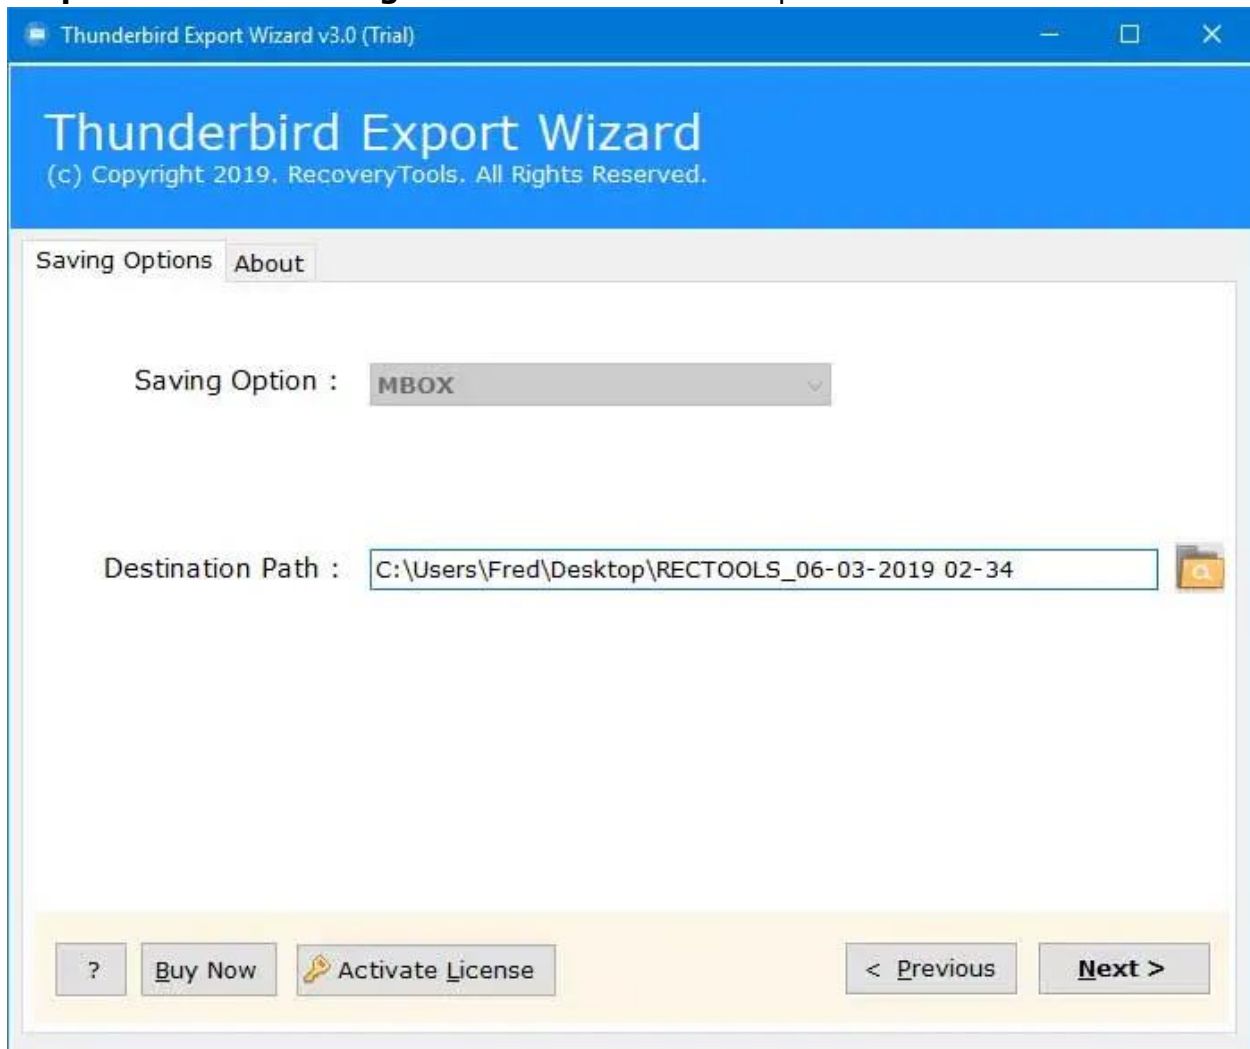 Thunderbird Export Wizard v3.0 (Trial)
Thunderbird Export Wizard
(c) Copyright 2019. RecoveryTools. All Rights Reserved.
Saving Options About
Saving Option : MBOX
Destination Path : C:\Users\Fred\Desktop\RECTOOLS_06-03-2019 02-34
? Buy Now Activate License < Previous Next >